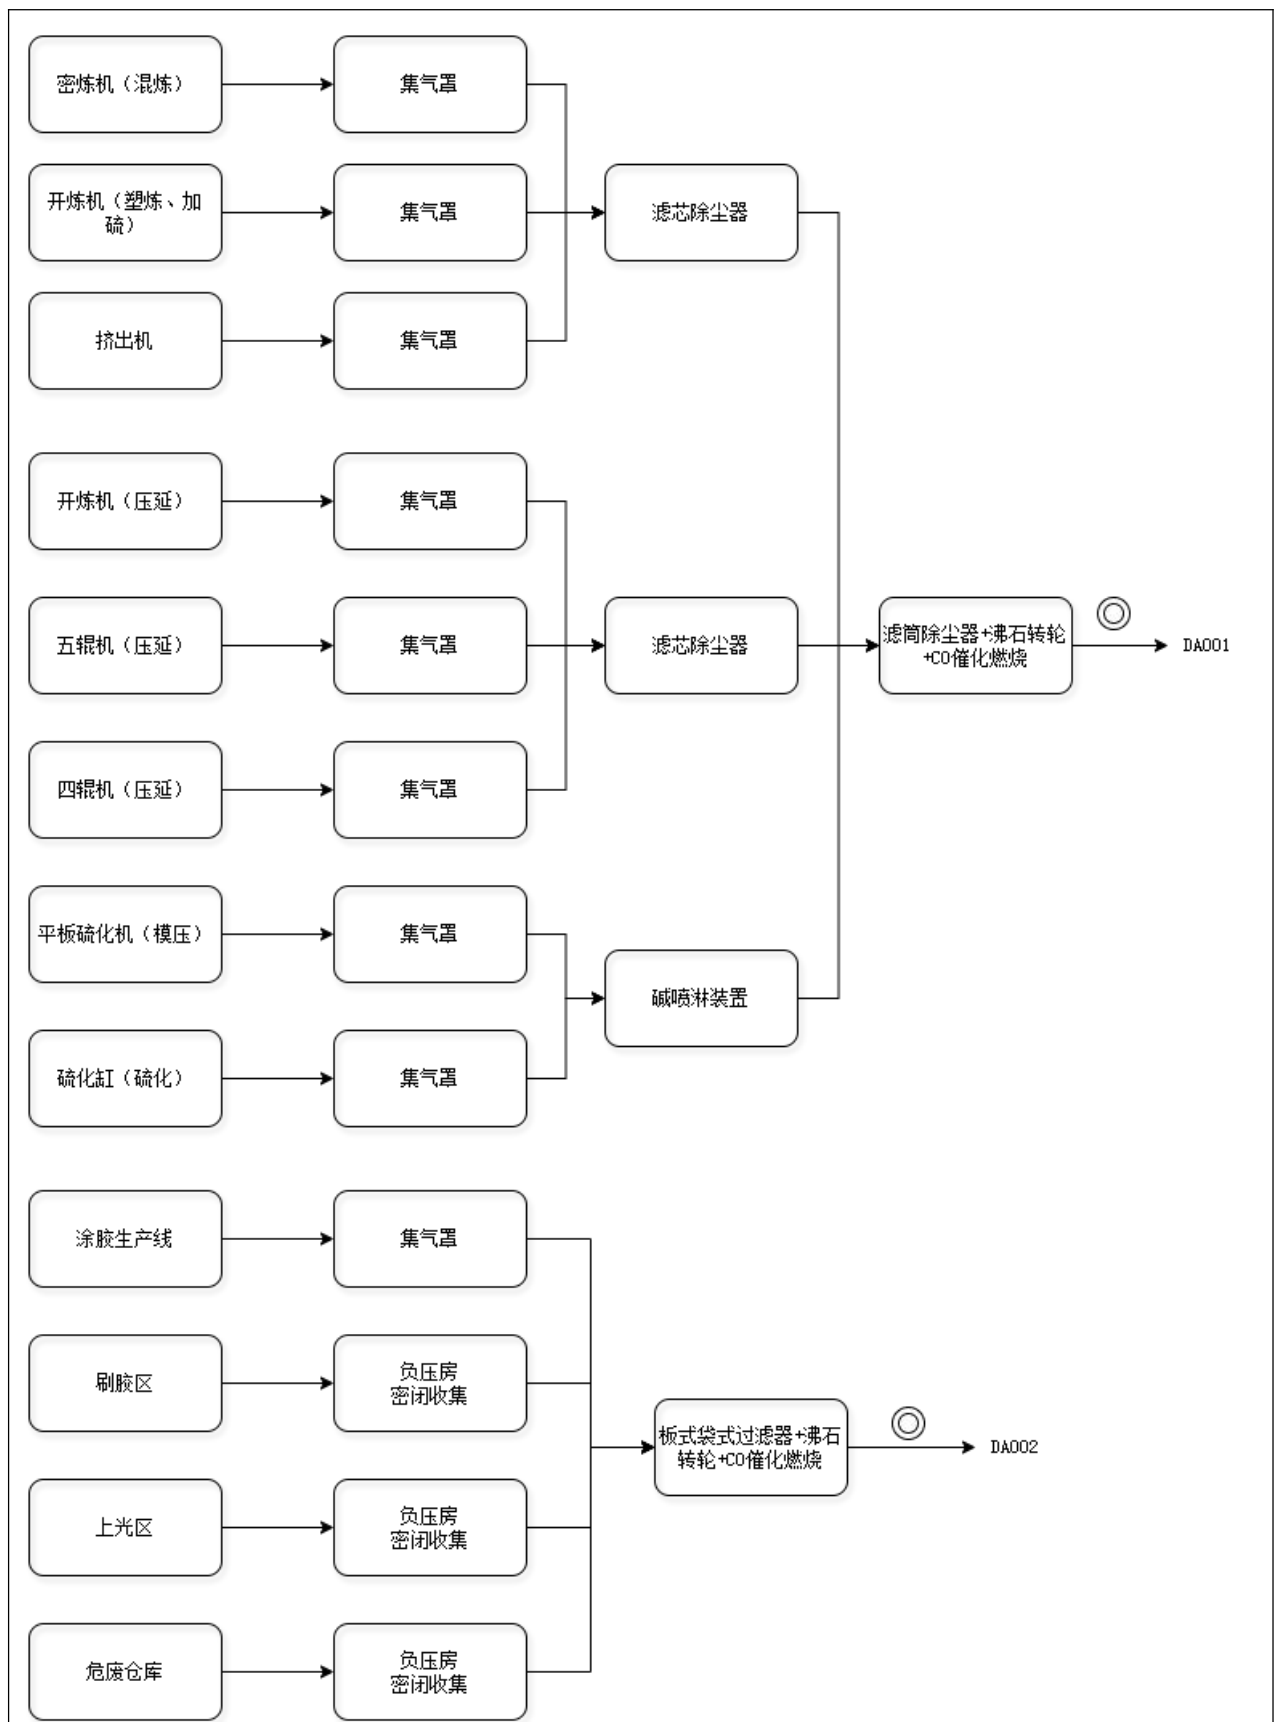 密炼机（混炼）
集气罩
开炼机（塑炼、加
硫）
集气罩
滤芯除尘器
挤出机
集气罩
开炼机（压延）
集气罩
五辊机（压延）
集气罩
滤芯除尘器
滤筒除尘器+沸石转轮
+CO催化燃烧
DA001
四辊机（压延）
集气罩
平板硫化机（模压）
集气罩
碱喷淋装置
硫化缸（硫化）
集气罩
涂胶生产线
集气罩
刷胶区
负压房
密闭收集
板式袋式过滤器+沸石
转轮+CO催化燃烧
DA002
上光区
负压房
密闭收集
危废仓库
负压房
密闭收集